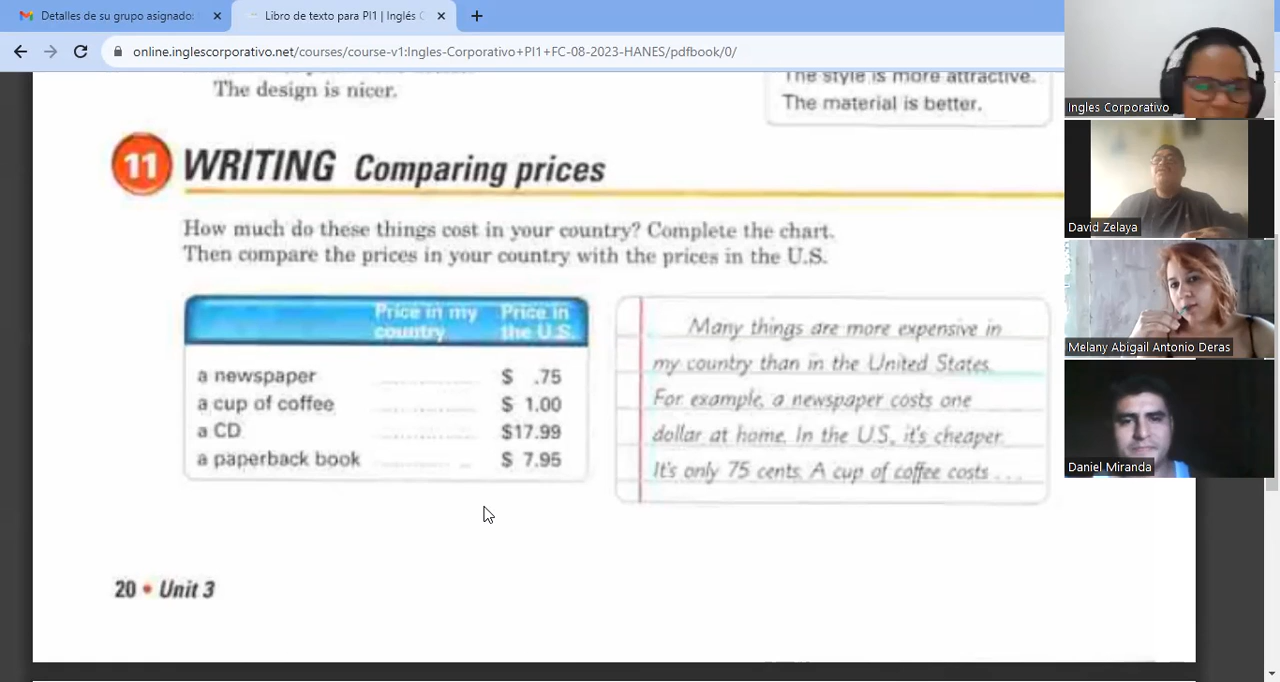 Detalles de su grupo asignado:
Libro de texto para PI1 | Inglés C
online.inglescorporativo.net/courses/course-v1:Ingles-Corporativo+PI1+FC-08-2023-HANES/pdfbook/0/
The design is nicer.
The style is more attractive.
The material is better.
11 WRITING Comparing prices
How much do these things cost in your country? Complete the chart.
Then compare the prices in your country with the prices in the U.S.
Price in my country Price in the U.S.
a newspaper $ .75
a cup of coffee $ 1.00
a CD $17.99
a paperback book $ 7.95
Many things are more expensive in
my country than in the United States.
For example, a newspaper costs one
dollar at home. In the U.S., it's cheaper.
It's only 75 cents. A cup of coffee costs . . .
20 • Unit 3
Ingles Corporativo
David Zelaya
Melany Abigail Antonio Deras
Daniel Miranda